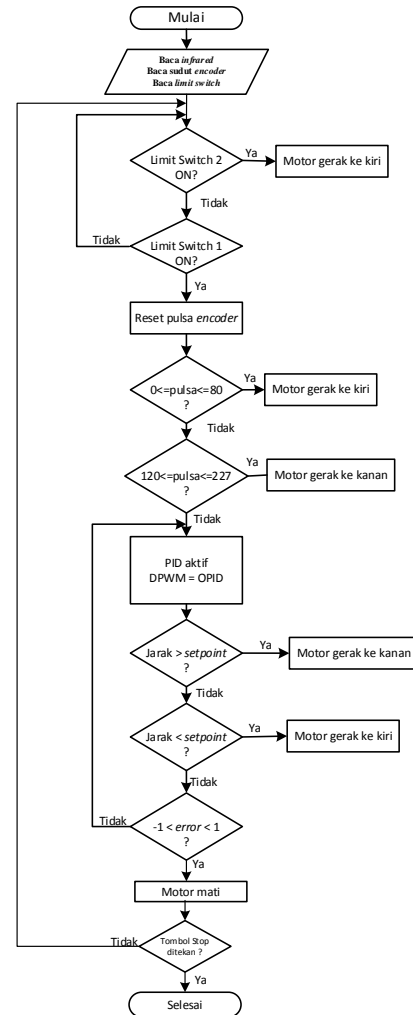 Mulai
Baca infrared
Baca sudut encoder
Baca limit switch
Limit Switch 2
ON?
Ya
Motor gerak ke kiri
Tidak
Limit Switch 1
ON?
Tidak
Ya
Reset pulsa encoder
0<=pulsa<=80
?
Ya
Motor gerak ke kiri
Tidak
120<=pulsa<=227
?
Ya
Motor gerak ke kanan
Tidak
PID aktif
DPWM = OPID
Jarak > setpoint
?
Ya
Motor gerak ke kanan
Tidak
Jarak < setpoint
?
Ya
Motor gerak ke kiri
Tidak
-1 < error < 1
?
Tidak
Ya
Motor mati
Tombol Stop
ditekan ?
Tidak
Ya
Selesai